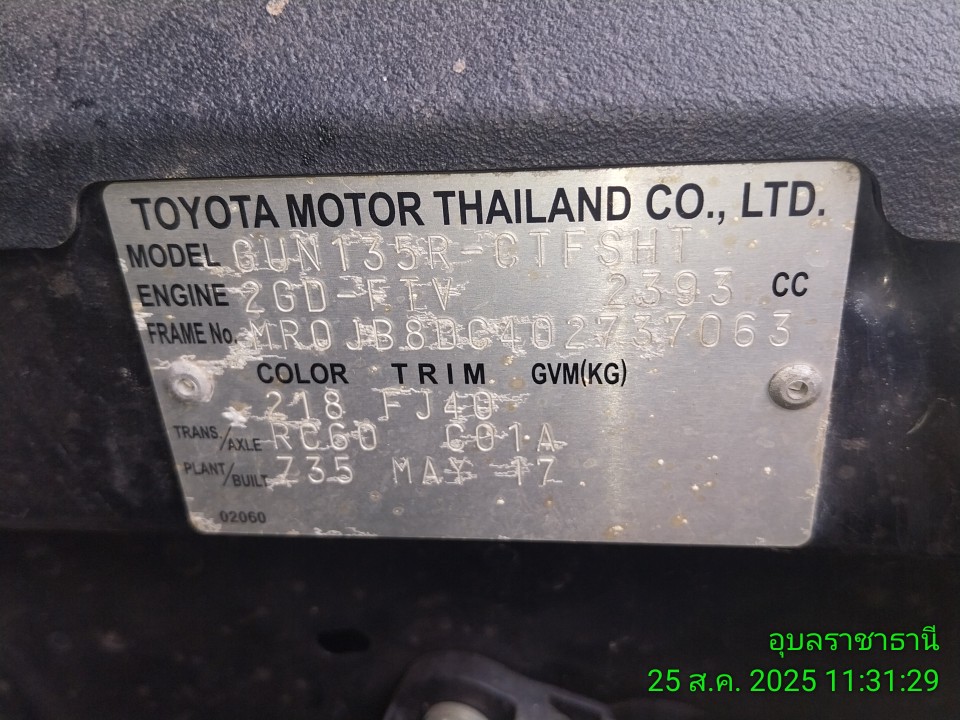 TOYOTA MOTOR THAILAND CO., LTD.
MODEL GUN135R-CTFSHT
ENGINE 2GD-FTV 2393 CC
FRAME No. MR0JB8DC402737063
COLOR TRIM GVM(KG)
218 FJ40
TRANS./AXLE RC60 C01A
PLANT/BUILT Z35 MAY 17
02060
อุบลราชาธานี
25 ส.ค. 2025 11:31:29